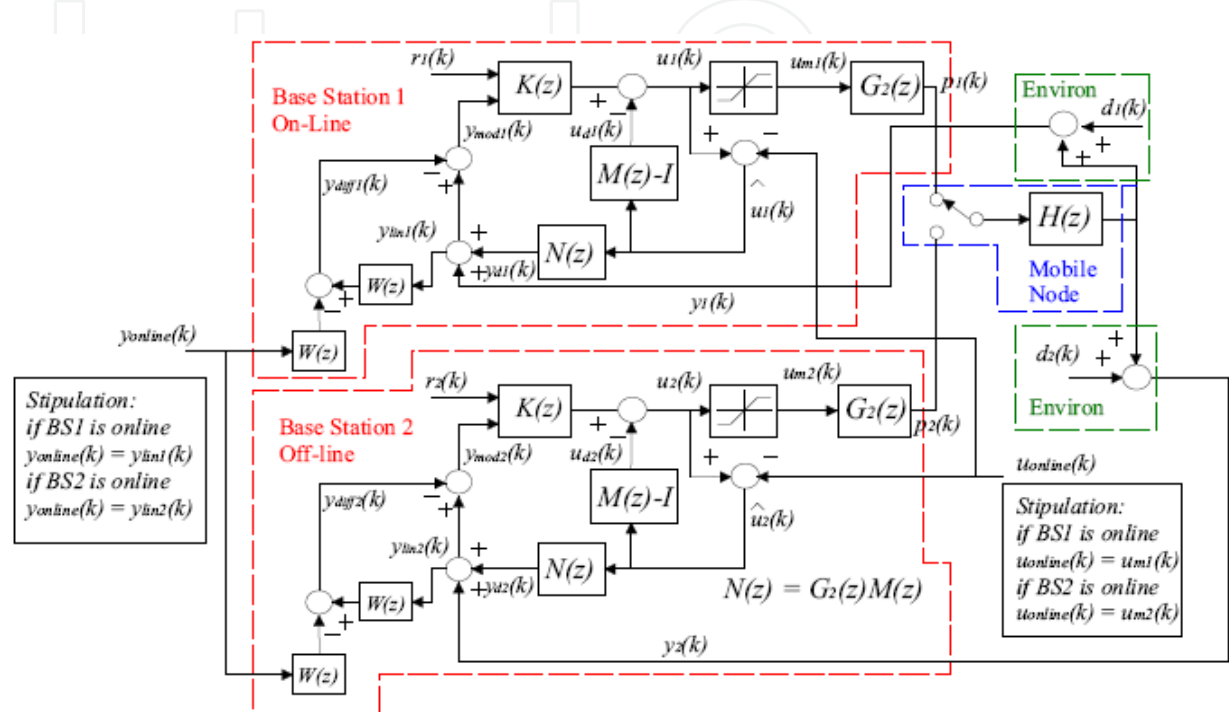 r1(k)
K(z)
u1(k)
um1(k)
G2(z)
p1(k)
Environ
d1(k)
Base Station 1
On-Line
ymod1(k)
+
−
ud1(k)
M(z)-I
+
−
û1(k)
+
+
ydiff1(k)
−
+
ylin1(k)
+
N(z)
+
yd1(k)
W(z)
+
−
y1(k)
H(z)
Mobile
Node
yonline(k)
W(z)
Stipulation:
if BS1 is online
yonline(k) = ylin1(k)
if BS2 is online
yonline(k) = ylin2(k)
Base Station 2
Off-line
r2(k)
K(z)
u2(k)
um2(k)
G2(z)
p2(k)
d2(k)
+
+
Environ
ymod2(k)
+
−
ud2(k)
M(z)-I
+
−
û2(k)
uonline(k)
ydiff2(k)
−
+
ylin2(k)
+
N(z)
+
yd2(k)
N(z) = G2(z)M(z)
W(z)
+
−
W(z)
y2(k)
Stipulation:
if BS1 is online
uonline(k) = um1(k)
if BS2 is online
uonline(k) = um2(k)